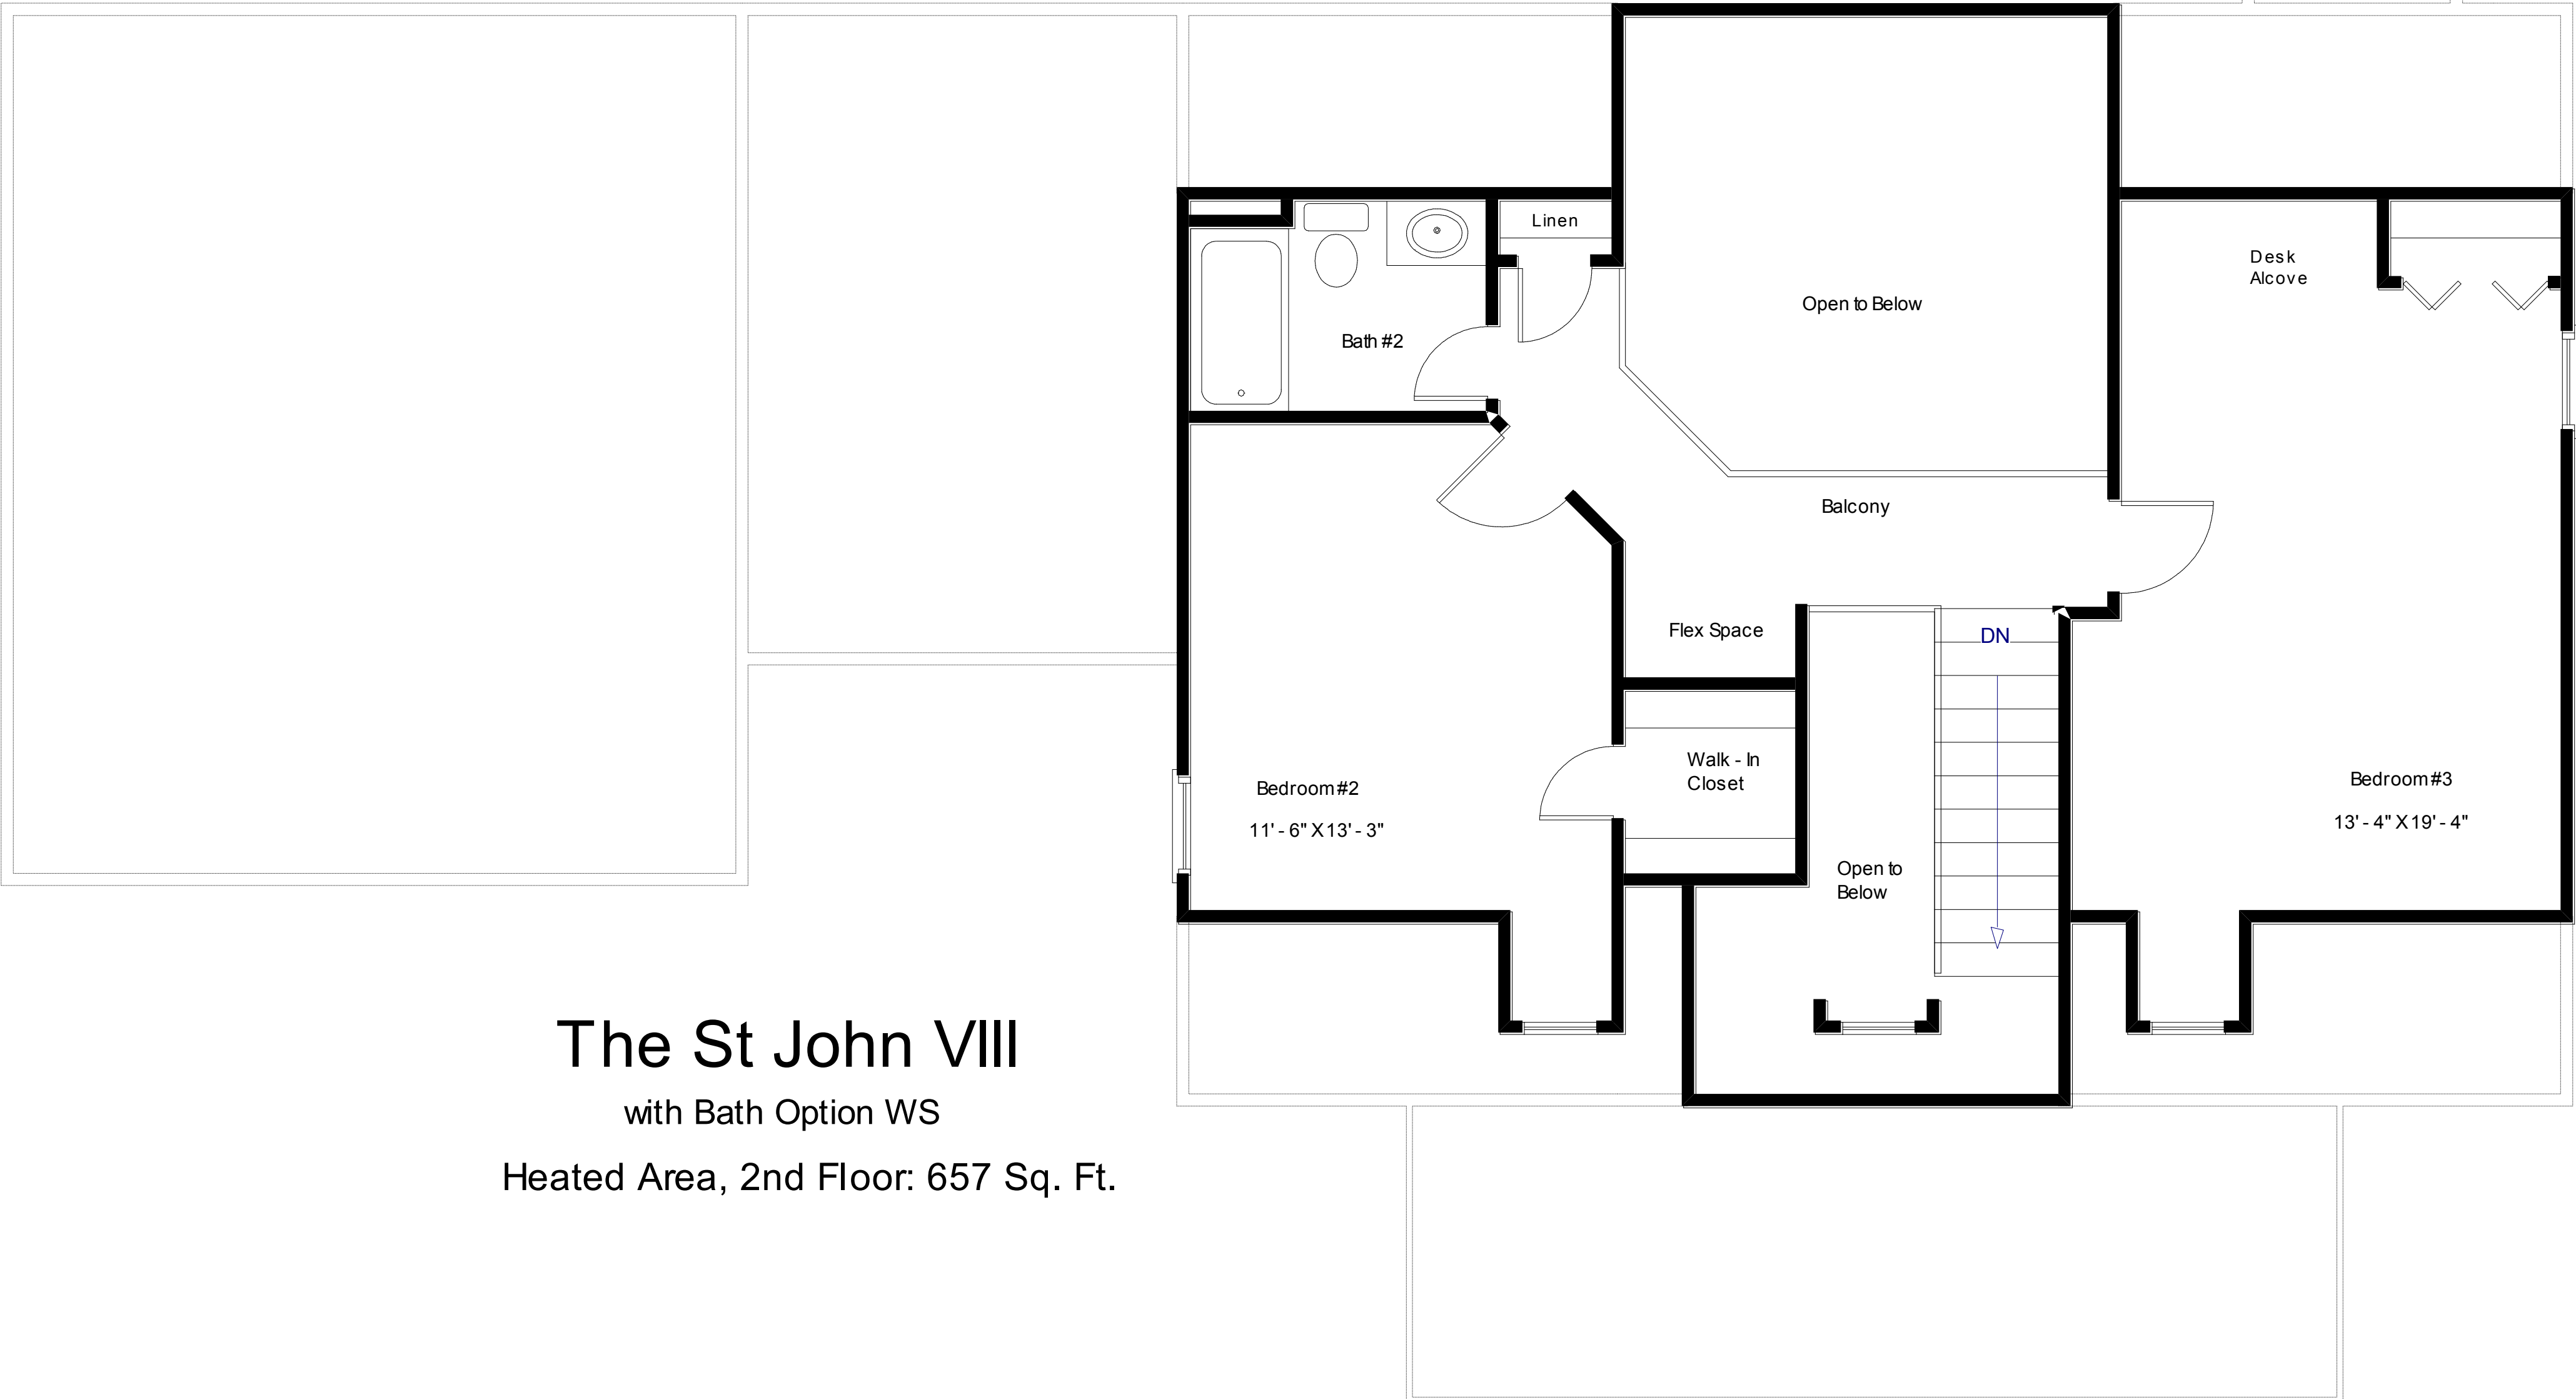 Linen
Desk
Alcove
Open to Below
Bath #2
Balcony
Flex Space
DN
Walk - In
Closet
Bedroom #2
11' - 6" X 13' - 3"
Bedroom #3
13' - 4" X 19' - 4"
Open to
Below
The St John VIII
with Bath Option WS
Heated Area, 2nd Floor: 657 Sq. Ft.